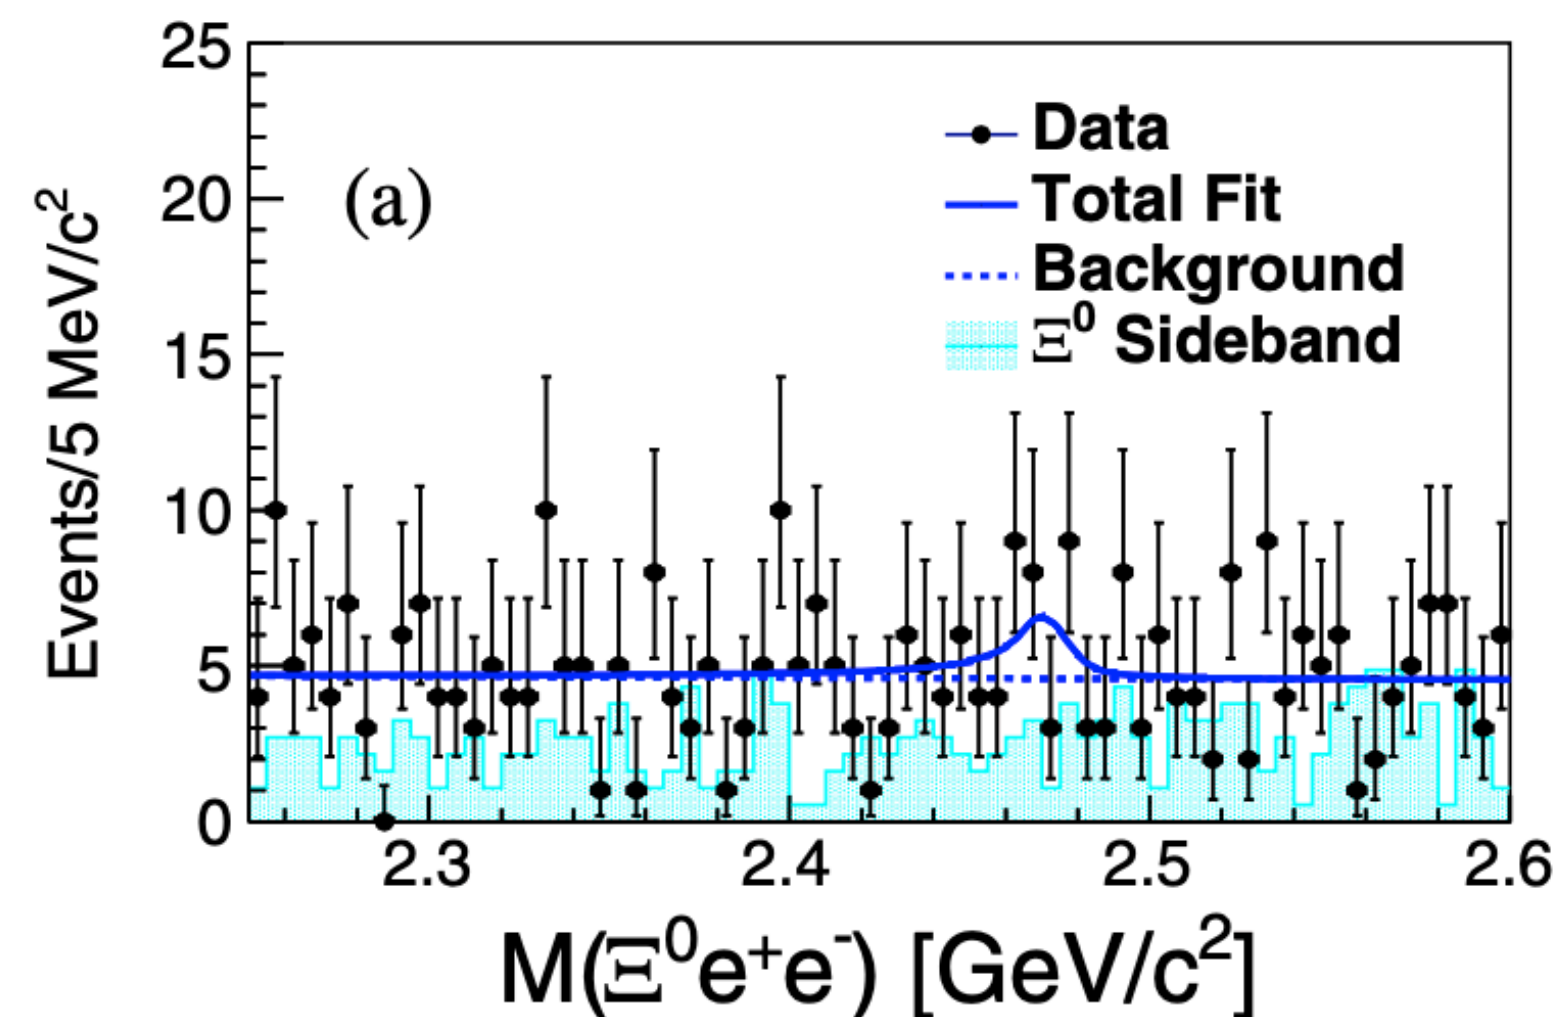 25
20
15
10
5
0
Events/5 MeV/c²
(a)
Data
Total Fit
Background
Ξ⁰ Sideband
2.3 2.4 2.5 2.6
M(Ξ⁰e⁺e⁻) [GeV/c²]